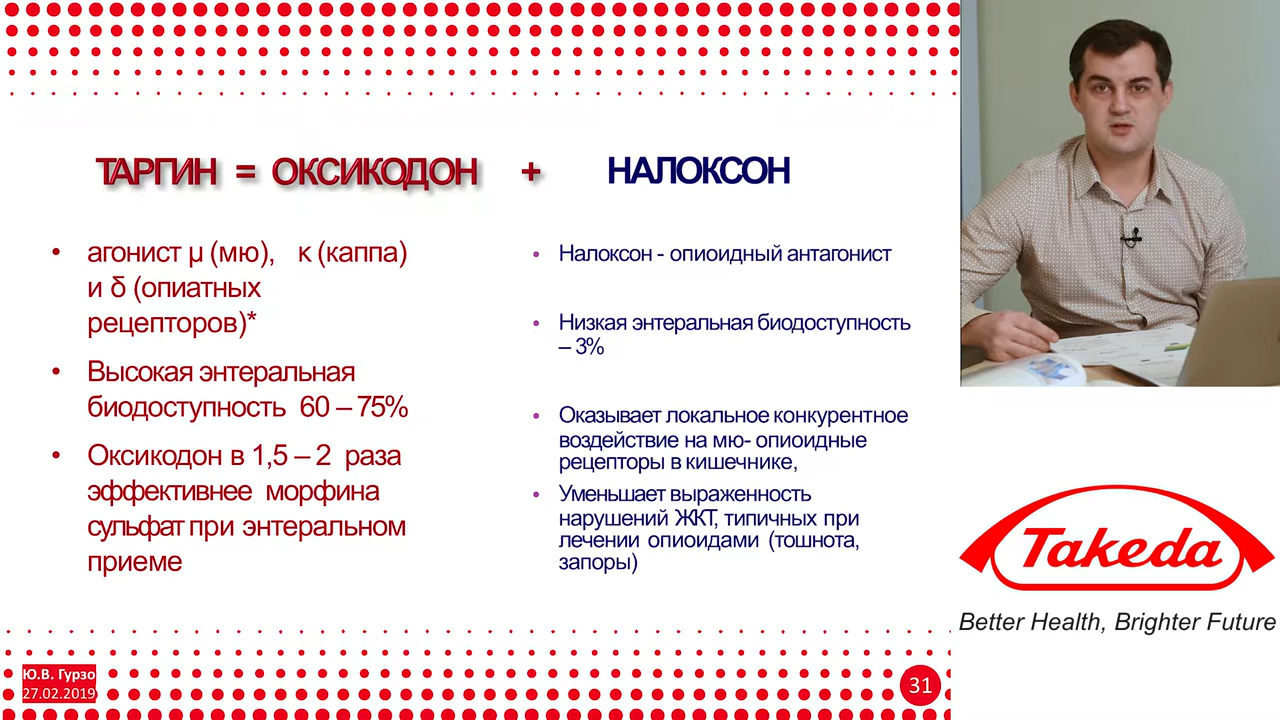 ТАРГИН = ОКСИКОДОН + НАЛОКСОН
• агонист μ (мю), κ (каппа)
и δ (опиатных
рецепторов)*
• Высокая энтеральная
биодоступность 60 – 75%
• Оксикодон в 1,5 – 2 раза
эффективнее морфина
сульфат при энтеральном
приеме
• Налоксон - опиоидный антагонист
• Низкая энтеральная биодоступность
– 3%
• Оказывает локальное конкурентное
воздействие на мю- опиоидные
рецепторы в кишечнике,
• Уменьшает выраженность
нарушений ЖКТ, типичных при
лечении опиоидами (тошнота,
запоры)
Takeda
Better Health, Brighter Future
Ю.В. Гурзо
27.02.2019
31